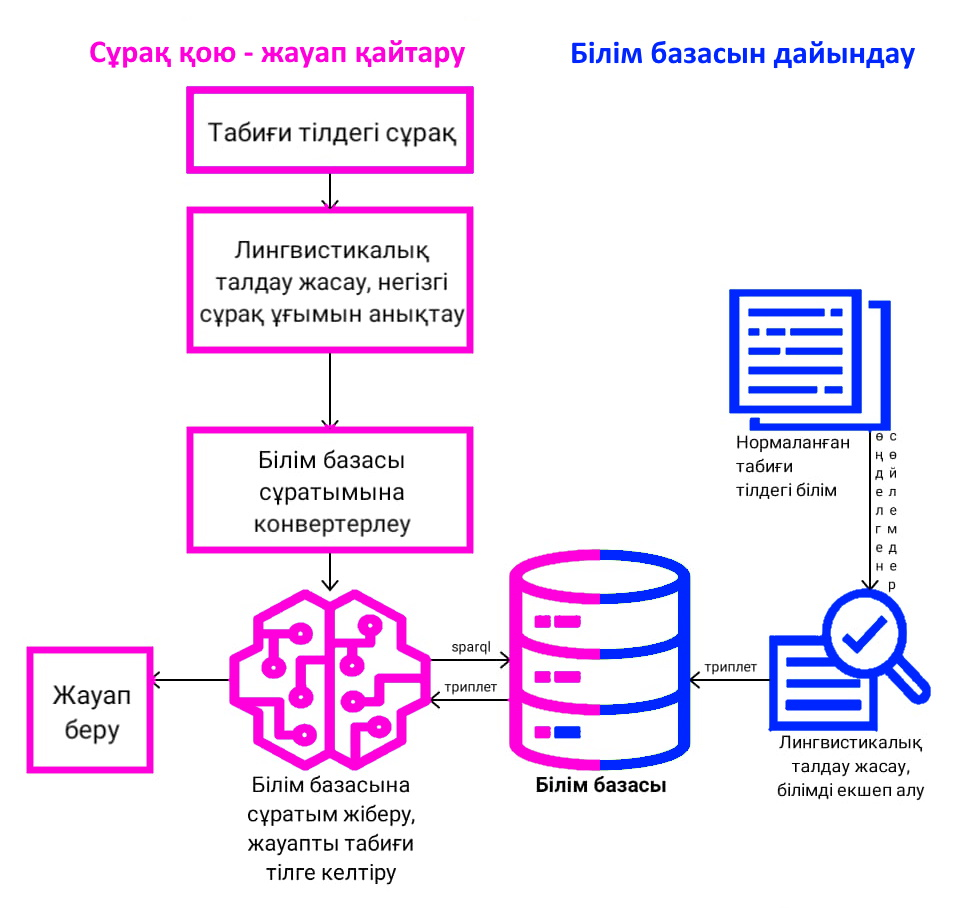 Сұрақ қою - жауап қайтару
Білім базасын дайындау
Табиғи тілдегі сұрақ
Лингвистикалық
талдау жасау, негізгі
сұрақ ұғымын анықтау
Білім базасы
сұратымына
конвертерлеу
Нормаланған
табиғи
тілдегі білім
өңделген
сөйлемдер
sparql
триплет
триплет
Жауап
беру
Білім базасына
сұратым жіберу,
жауапты табиғи
тілге келтіру
Білім базасы
Лингвистикалық
талдау жасау,
білімді екшеп алу